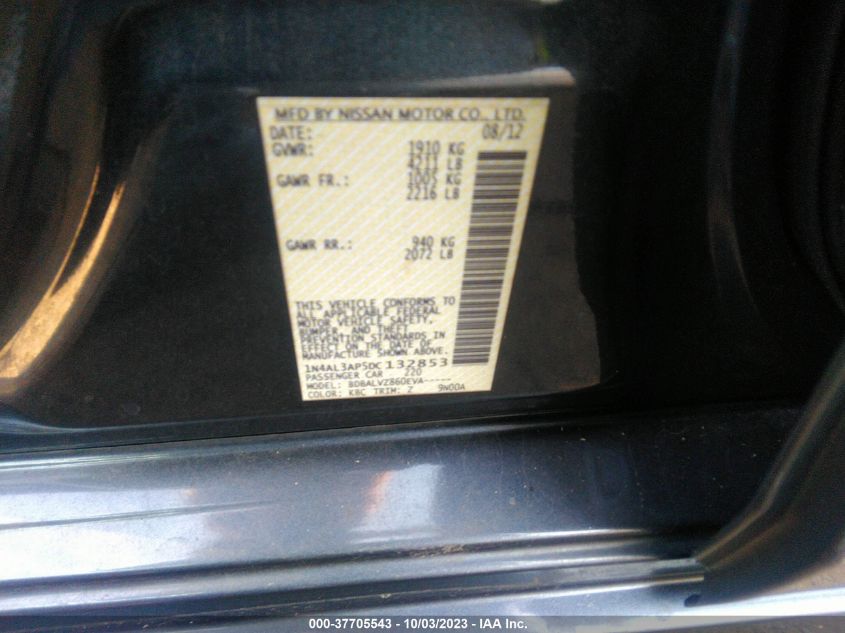 MFD BY NISSAN MOTOR CO., LTD.
DATE: 08/12
GVWR: 1910 KG
4211 LB
GAWR FR.: 1005 KG
2216 LB
GAWR RR.: 940 KG
2072 LB
THIS VEHICLE CONFORMS TO
ALL APPLICABLE FEDERAL
MOTOR VEHICLE SAFETY,
BUMPER, AND THEFT
PREVENTION STANDARDS IN
EFFECT ON THE DATE OF
MANUFACTURE SHOWN ABOVE.
1N4AL3AP5DC132853
PASSENGER CAR 220
MODEL: BDBALVZ860EVA-----
COLOR: KBC TRIM: Z 9N00A
000-37705543 • 10/03/2023 • IAA Inc.